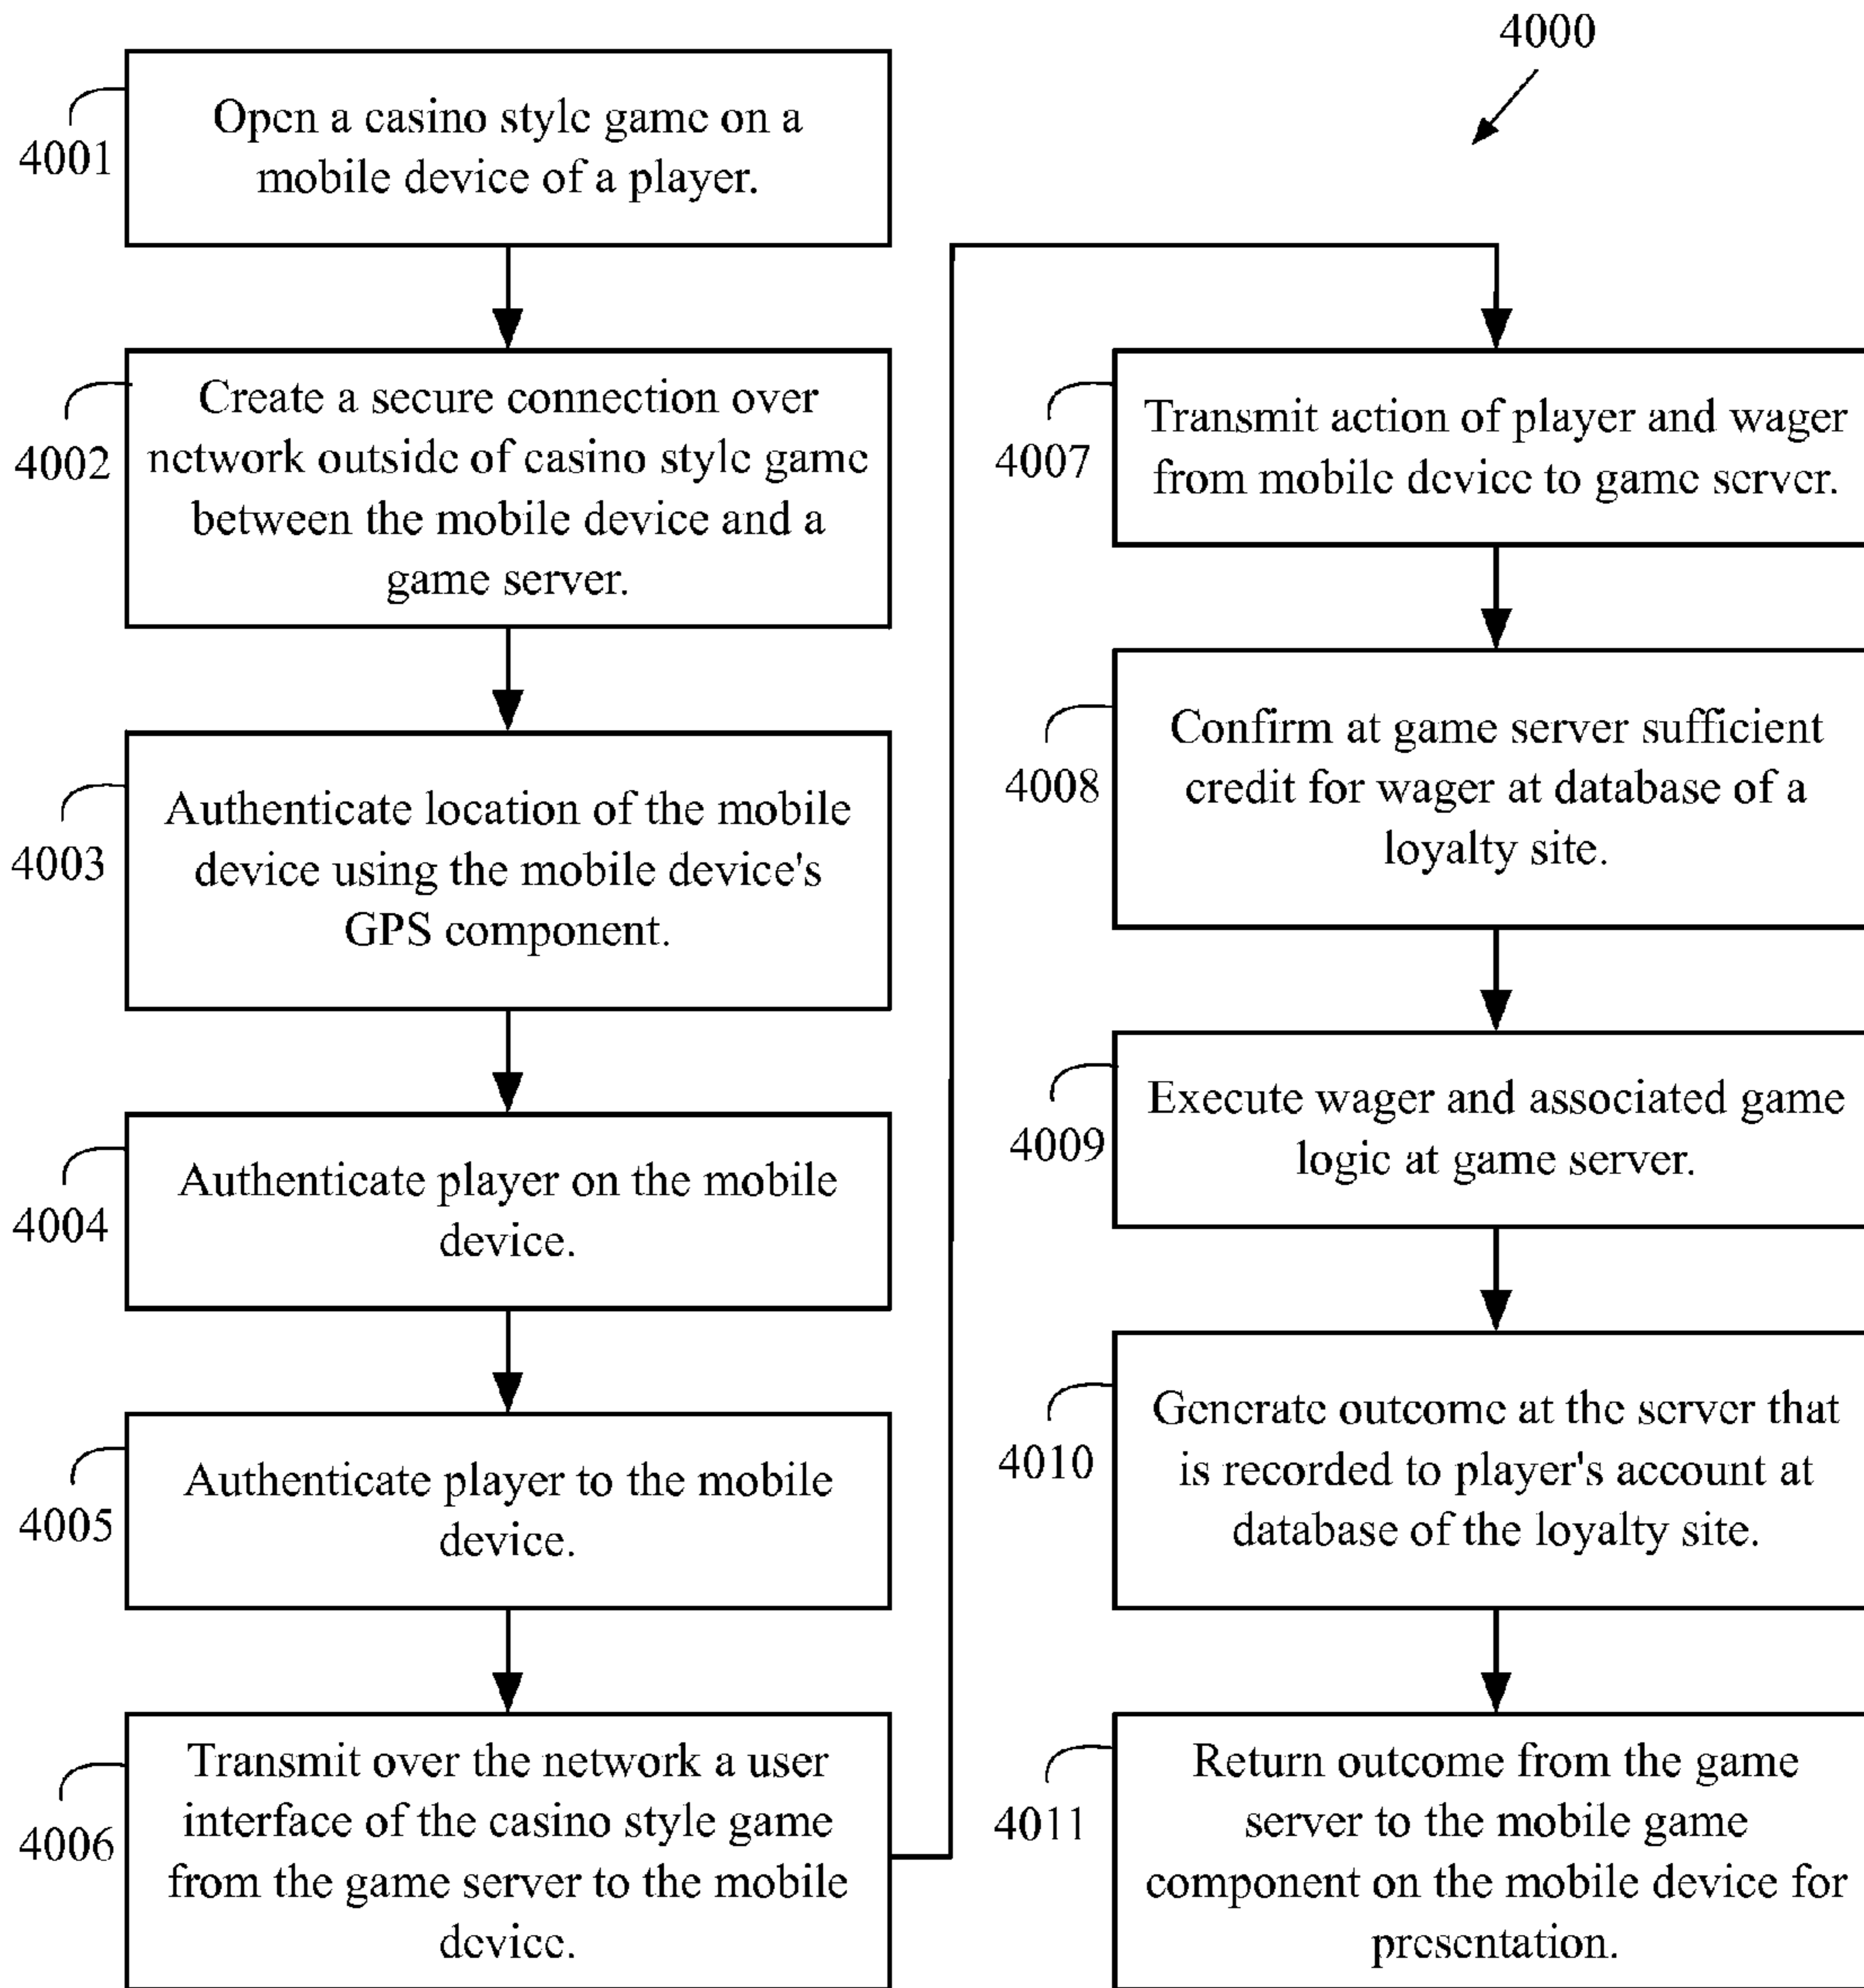 4000
4001
Open a casino style game on a
mobile device of a player.
4002
Create a secure connection over
network outside of casino style game
between the mobile device and a
game server.
4003
Authenticate location of the mobile
device using the mobile device's
GPS component.
4004
Authenticate player on the mobile
device.
4005
Authenticate player to the mobile
device.
4006
Transmit over the network a user
interface of the casino style game
from the game server to the mobile
device.
4007
Transmit action of player and wager
from mobile device to game server.
4008
Confirm at game server sufficient
credit for wager at database of a
loyalty site.
4009
Execute wager and associated game
logic at game server.
4010
Generate outcome at the server that
is recorded to player's account at
database of the loyalty site.
4011
Return outcome from the game
server to the mobile game
component on the mobile device for
presentation.